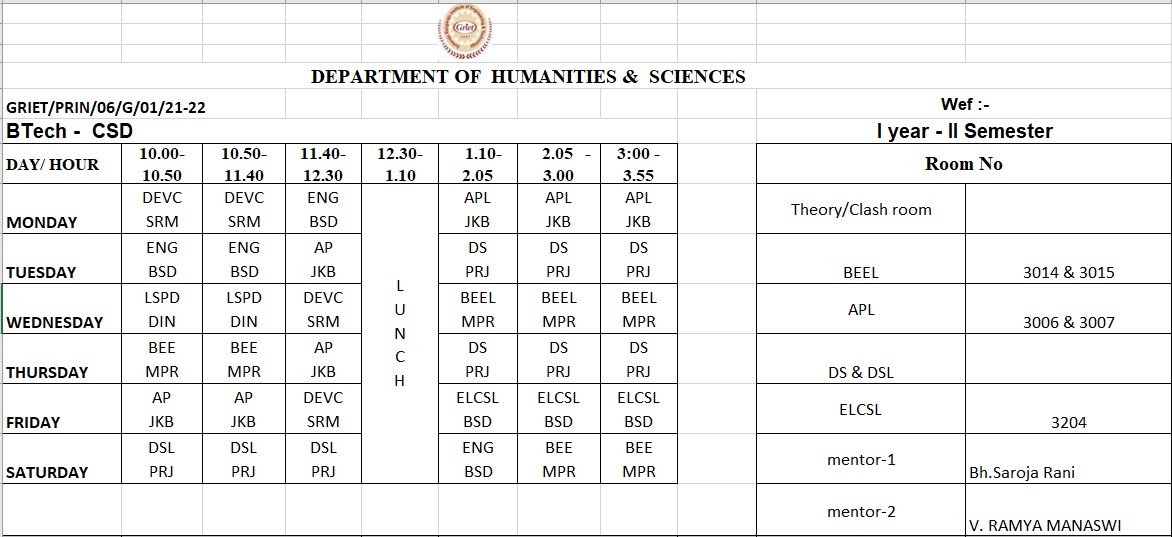 Griet
DEPARTMENT OF HUMANITIES & SCIENCES
GRIET/PRIN/06/G/01/21-22 Wef :-
BTech - CSD I year - II Semester
DAY/ HOUR 10.00-10.50 10.50-11.40 11.40-12.30 12.30-1.10 1.10-2.05 2.05 - 3.00 3:00 - 3.55 Room No
DEVC DEVC ENG APL APL APL Theory/Clash room
MONDAY SRM SRM BSD JKB JKB JKB
ENG ENG AP DS DS DS
TUESDAY BSD BSD JKB PRJ PRJ PRJ BEEL 3014 & 3015
LSPD LSPD DEVC BEEL BEEL BEEL APL
WEDNESDAY DIN DIN SRM MPR MPR MPR 3006 & 3007
BEE BEE AP DS DS DS
THURSDAY MPR MPR JKB PRJ PRJ PRJ DS & DSL
AP AP DEVC ELCSL ELCSL ELCSL ELCSL
FRIDAY JKB JKB SRM BSD BSD BSD 3204
DSL DSL DSL ENG BEE BEE mentor-1
SATURDAY PRJ PRJ PRJ BSD MPR MPR Bh.Saroja Rani
L
U
N
C
H
mentor-2
V. RAMYA MANASWI